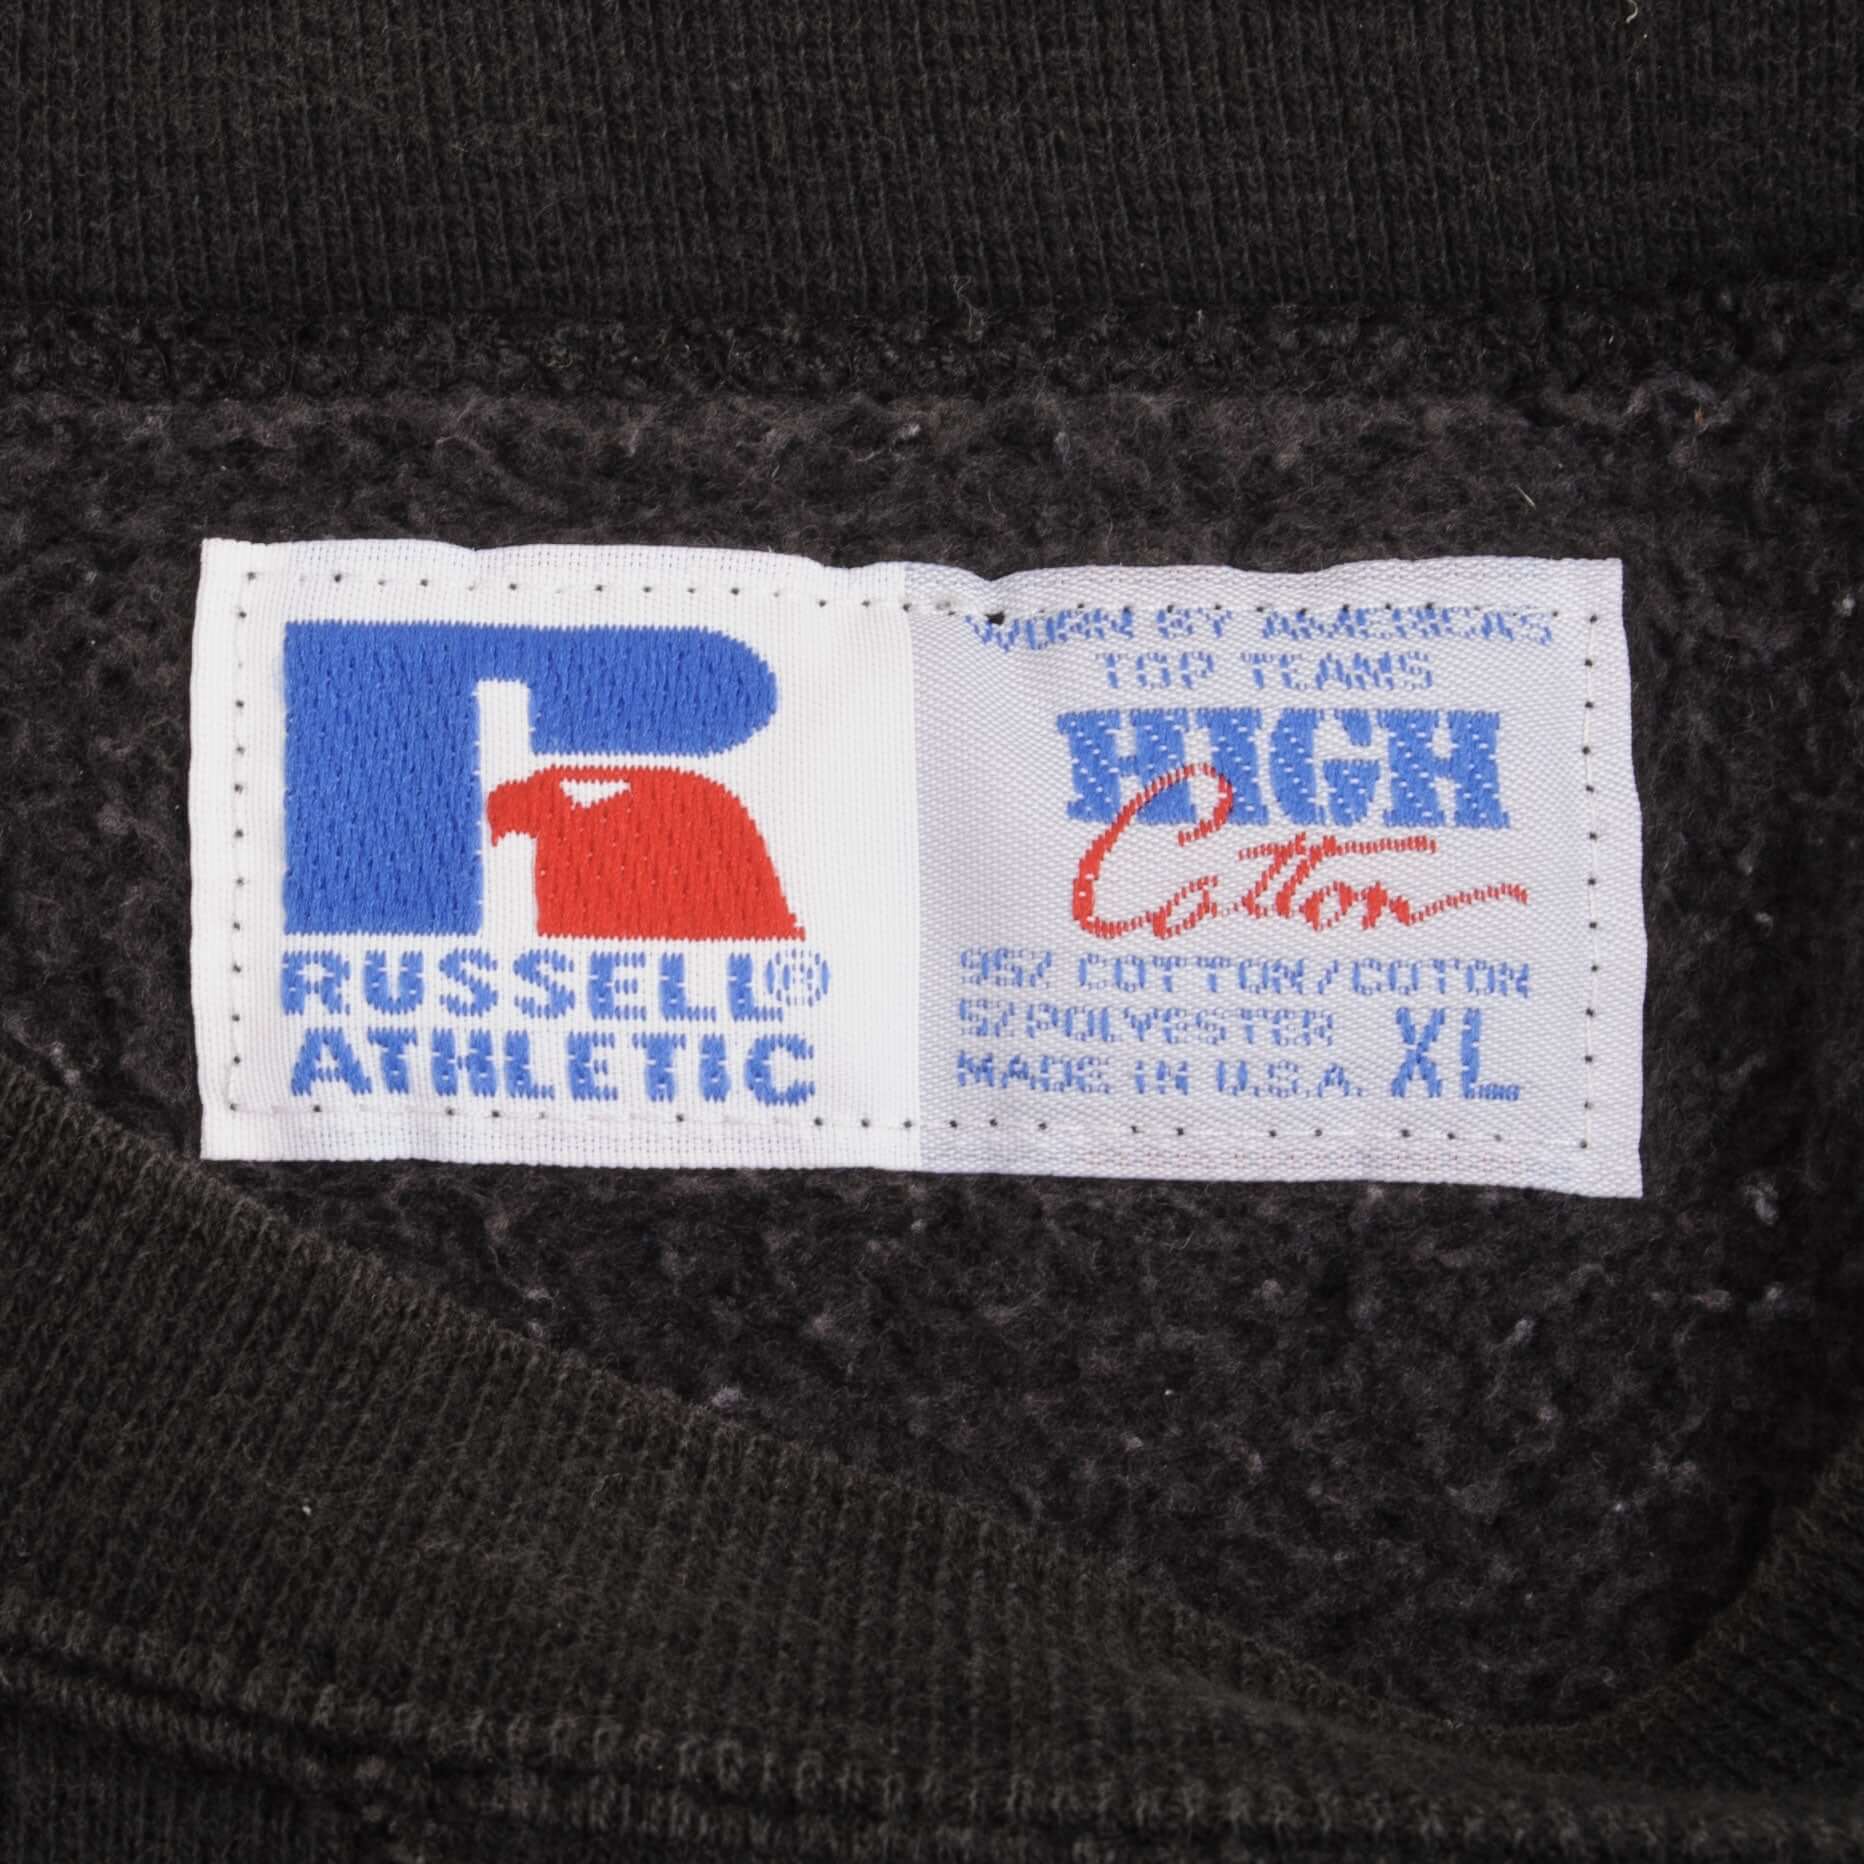 RUSSELL®
ATHLETIC
WORN BY AMERICA'S
TOP TEAMS
HIGH
Cotton
95% COTTON/COTON
5% POLYESTER
MADE IN U.S.A. XL